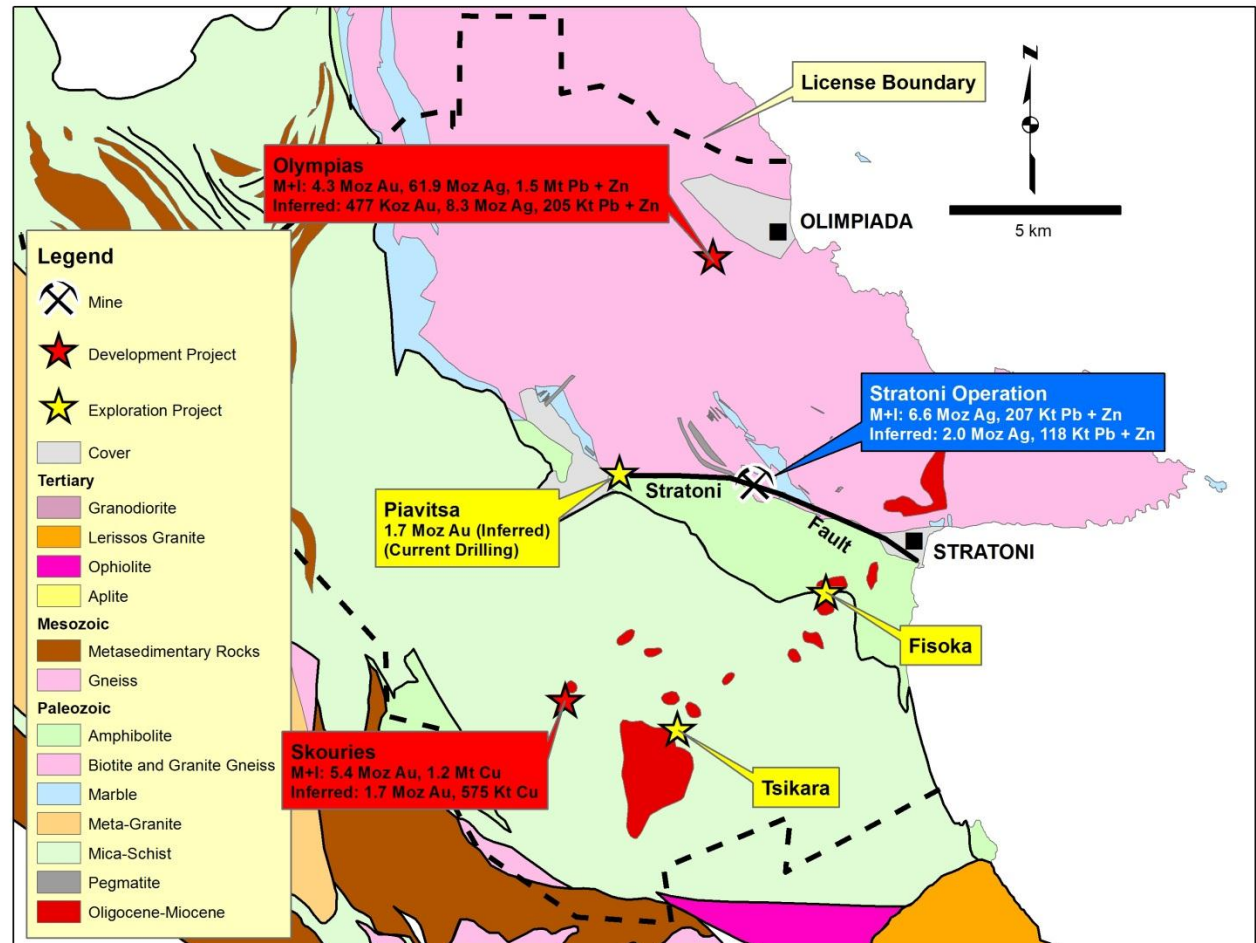 License Boundary
N
Olympias
M+I: 4.3 Moz Au, 61.9 Moz Ag, 1.5 Mt Pb + Zn
Inferred: 477 Koz Au, 8.3 Moz Ag, 205 Kt Pb + Zn
OLIMPIADA
5 km
Legend
Mine
Development Project
Exploration Project
Cover
Tertiary
Granodiorite
Lerissos Granite
Ophiolite
Aplite
Mesozoic
Metasedimentary Rocks
Gneiss
Paleozoic
Amphibolite
Biotite and Granite Gneiss
Marble
Meta-Granite
Mica-Schist
Pegmatite
Oligocene-Miocene
Stratoni Operation
M+I: 6.6 Moz Ag, 207 Kt Pb + Zn
Inferred: 2.0 Moz Ag, 118 Kt Pb + Zn
Piavitsa
1.7 Moz Au (Inferred)
(Current Drilling)
Stratoni
Fault
STRATONI
Fisoka
Skouries
M+I: 5.4 Moz Au, 1.2 Mt Cu
Inferred: 1.7 Moz Au, 575 Kt Cu
Tsikara